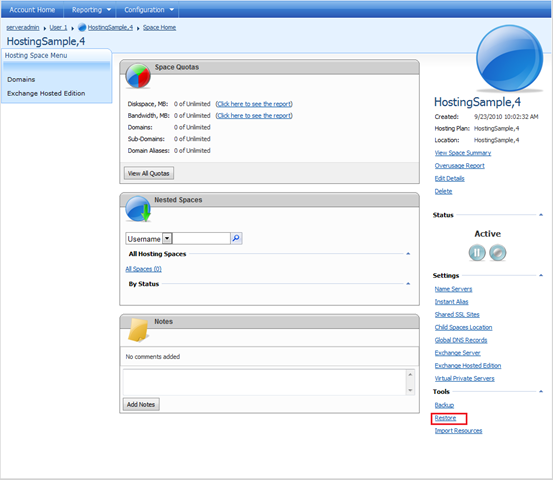 Account Home Reporting Configuration
serveradmin User 1 HostingSample,4 Space Home
HostingSample,4
Hosting Space Menu
Domains
Exchange Hosted Edition
Space Quotas
Diskspace, MB: 0 of Unlimited (Click here to see the report)
Bandwidth, MB: 0 of Unlimited (Click here to see the report)
Domains: 0 of Unlimited
Sub-Domains: 0 of Unlimited
Domain Aliases: 0 of Unlimited
View All Quotas
Nested Spaces
Username
All Hosting Spaces
All Spaces (0)
By Status
Notes
No comments added
Add Notes
HostingSample,4
Created: 9/23/2010 10:02:32 AM
Hosting Plan: HostingSample,4
Location: HostingSample,4
View Space Summary
Overusage Report
Edit Details
Delete
Status
Active
Settings
Name Servers
Instant Alias
Shared SSL Sites
Child Spaces Location
Global DNS Records
Exchange Server
Exchange Hosted Edition
Virtual Private Servers
Tools
Backup
Restore
Import Resources